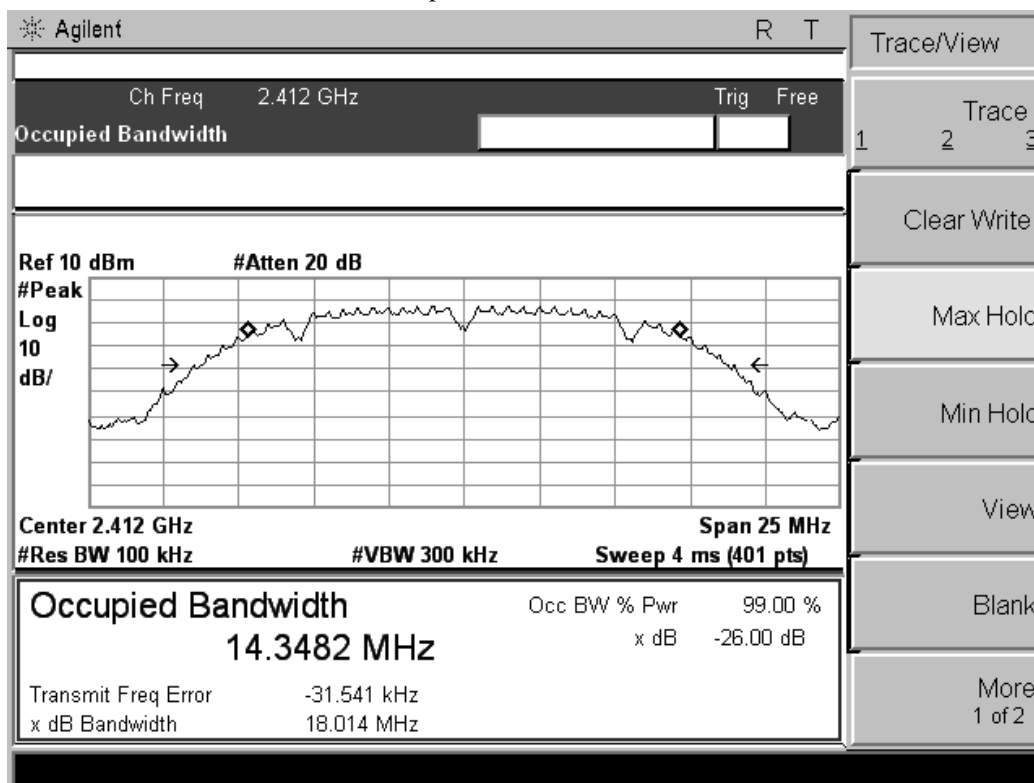 Agilent R T
Trace/View
Ch Freq 2.412 GHz Trig Free
Occupied Bandwidth
Trace
1 2 3
Clear Write
Ref 10 dBm #Atten 20 dB
#Peak
Log
10
dB/
Max Hold
Min Hold
View
Center 2.412 GHz Span 25 MHz
#Res BW 100 kHz #VBW 300 kHz Sweep 4 ms (401 pts)
Occupied Bandwidth
14.3482 MHz
Occ BW % Pwr 99.00 %
x dB -26.00 dB
Transmit Freq Error -31.541 kHz
x dB Bandwidth 18.014 MHz
Blank
More
1 of 2